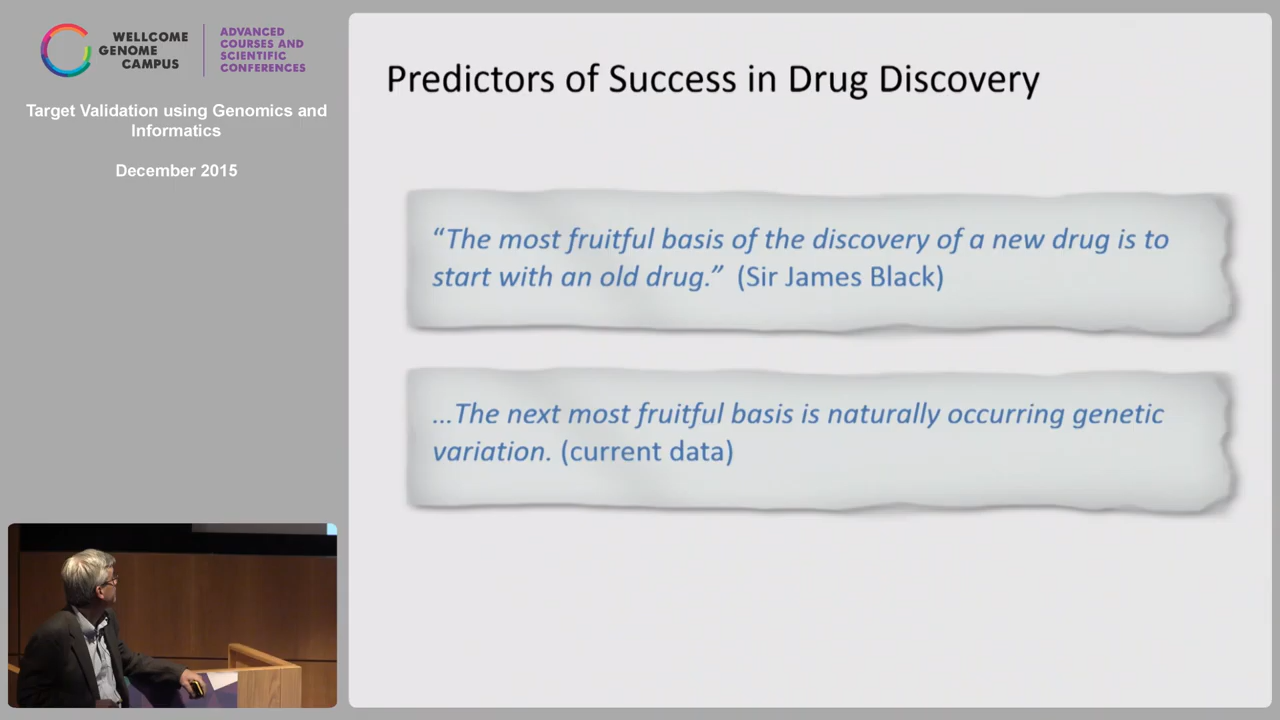 WELLCOME
GENOME
CAMPUS
ADVANCED
COURSES AND
SCIENTIFIC
CONFERENCES
Target Validation using Genomics and
Informatics
December 2015
Predictors of Success in Drug Discovery
“The most fruitful basis of the discovery of a new drug is to
start with an old drug.” (Sir James Black)
...The next most fruitful basis is naturally occurring genetic
variation. (current data)